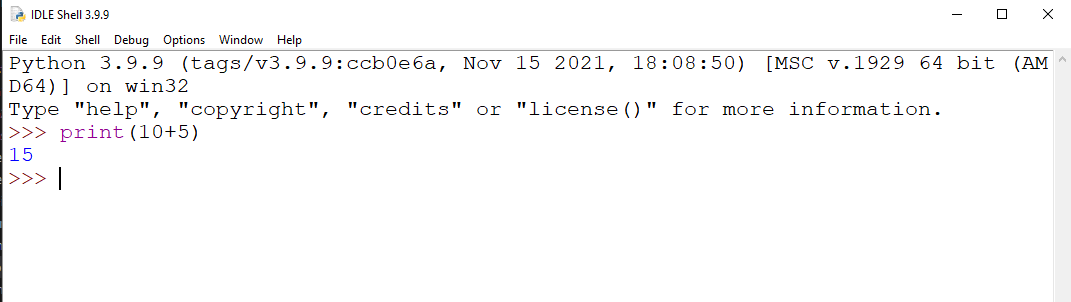 IDLE Shell 3.9.9
File Edit Shell Debug Options Window Help
Python 3.9.9 (tags/v3.9.9:ccb0e6a, Nov 15 2021, 18:08:50) [MSC v.1929 64 bit (AM
D64)] on win32
Type "help", "copyright", "credits" or "license()" for more information.
>>> print(10+5)
15
>>>